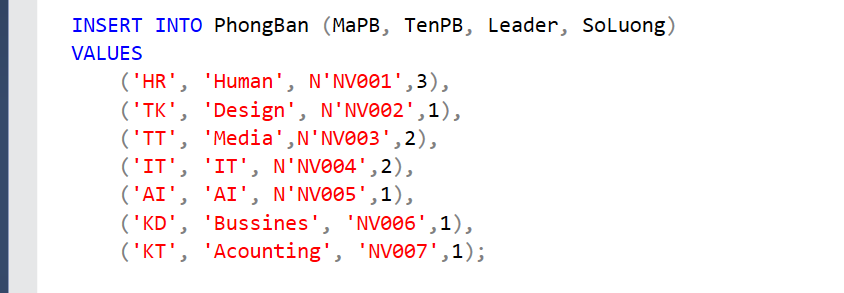 INSERT INTO PhongBan (MaPB, TenPB, Leader, SoLuong)
VALUES
('HR', 'Human', N'NV001',3),
('TK', 'Design', N'NV002',1),
('TT', 'Media',N'NV003',2),
('IT', 'IT', N'NV004',2),
('AI', 'AI', N'NV005',1),
('KD', 'Bussines', 'NV006',1),
('KT', 'Acounting', 'NV007',1);